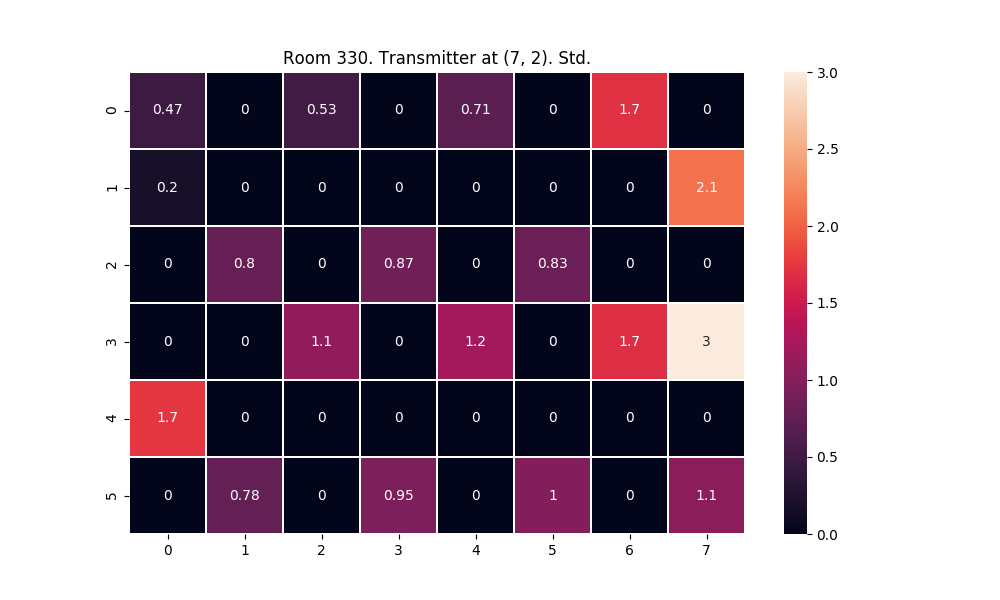 Room 330. Transmitter at (7, 2). Std.
0 0.47 0 0.53 0 0.71 0 1.7 0
1 0.2 0 0 0 0 0 0 2.1
2 0 0.8 0 0.87 0 0.83 0 0
3 0 0 1.1 0 1.2 0 1.7 3
4 1.7 0 0 0 0 0 0 0
5 0 0.78 0 0.95 0 1 0 1.1
0 1 2 3 4 5 6 7
3.0
2.5
2.0
1.5
1.0
0.5
0.0